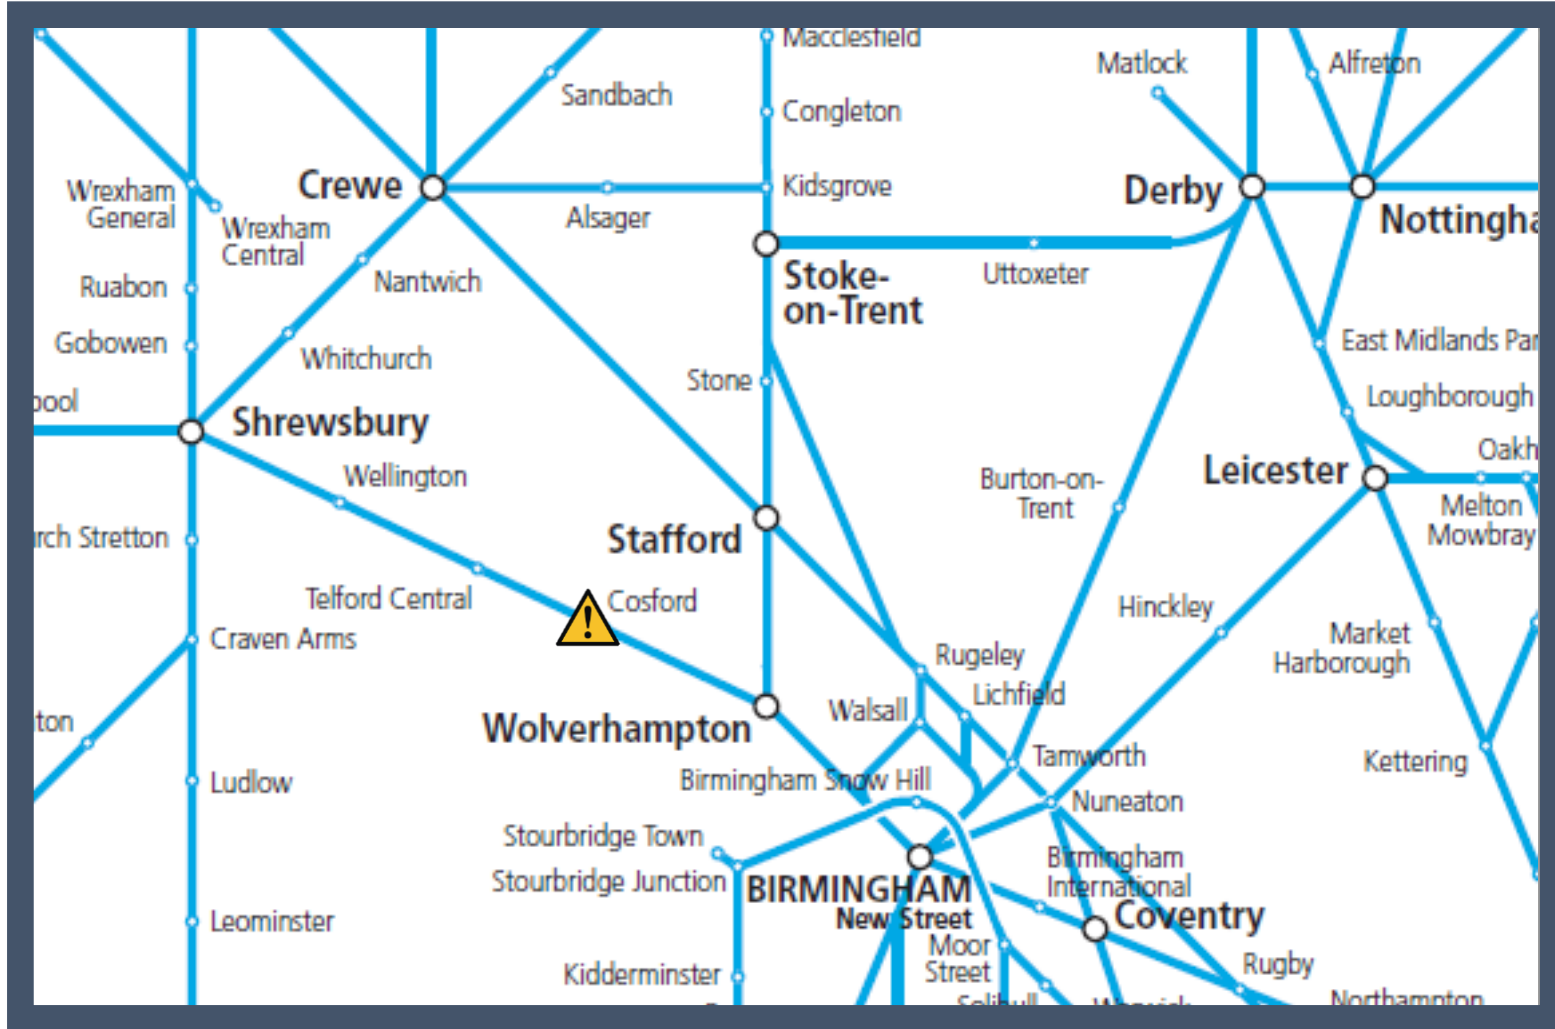 Macclesfield
Matlock
Alfreton
Sandbach
Congleton
Wrexham
General
Crewe
Kidsgrove
Derby
Alsager
Nottingha
Wrexham
Central
Ruabon
Nantwich
Stoke-
on-Trent
Uttoxeter
Gobowen
Whitchurch
Stone
East Midlands Par
pool
Shrewsbury
Loughborough
Wellington
Burton-on-
Trent
Leicester
Oakh
Melton
Mowbray
rch Stretton
Stafford
Telford Central
Cosford
Hinckley
Craven Arms
Rugeley
Market
Harborough
Lichfield
ton
Wolverhampton
Walsall
Tamworth
Kettering
Ludlow
Birmingham Snow Hill
Nuneaton
Stourbridge Town
Birmingham
International
Stourbridge Junction
BIRMINGHAM
New Street
Coventry
Leominster
Moor
Street
Kidderminster
Rugby
Solihull
Warwick
Northampton